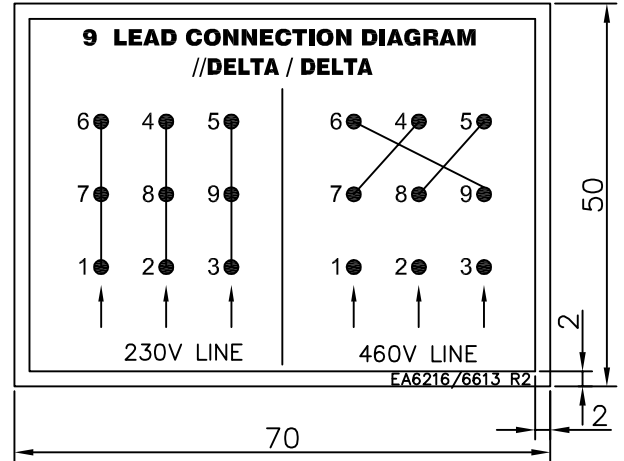 9 LEAD CONNECTION DIAGRAM
//DELTA / DELTA
6 4 5
7 8 9
1 2 3
230V LINE
6 4 5
7 8 9
1 2 3
460V LINE
EA6216/6613 R2
50
2
2
70